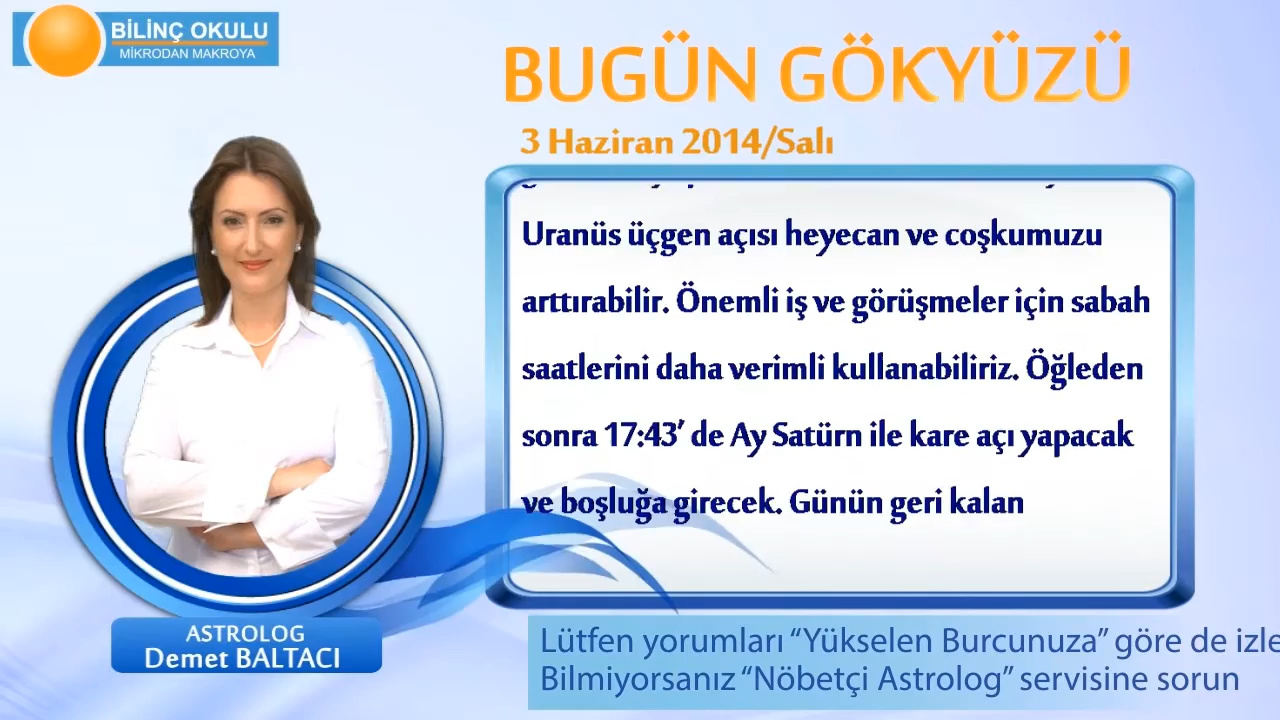 BİLİNÇ OKULU
MİKRODAN MAKROYA
BUGÜN GÖKYÜZÜ
3 Haziran 2014/Salı
Uranüs üçgen açısı heyecan ve coşkumuzu
arttırabilir. Önemli iş ve görüşmeler için sabah
saatlerini daha verimli kullanabiliriz. Öğleden
sonra 17:43’ de Ay Satürn ile kare açı yapacak
ve boşluğa girecek. Günün geri kalan
ASTROLOG
Demet BALTACI
Lütfen yorumları “Yükselen Burcunuza” göre de izle
Bilmiyorsanız “Nöbetçi Astrolog” servisine sorun